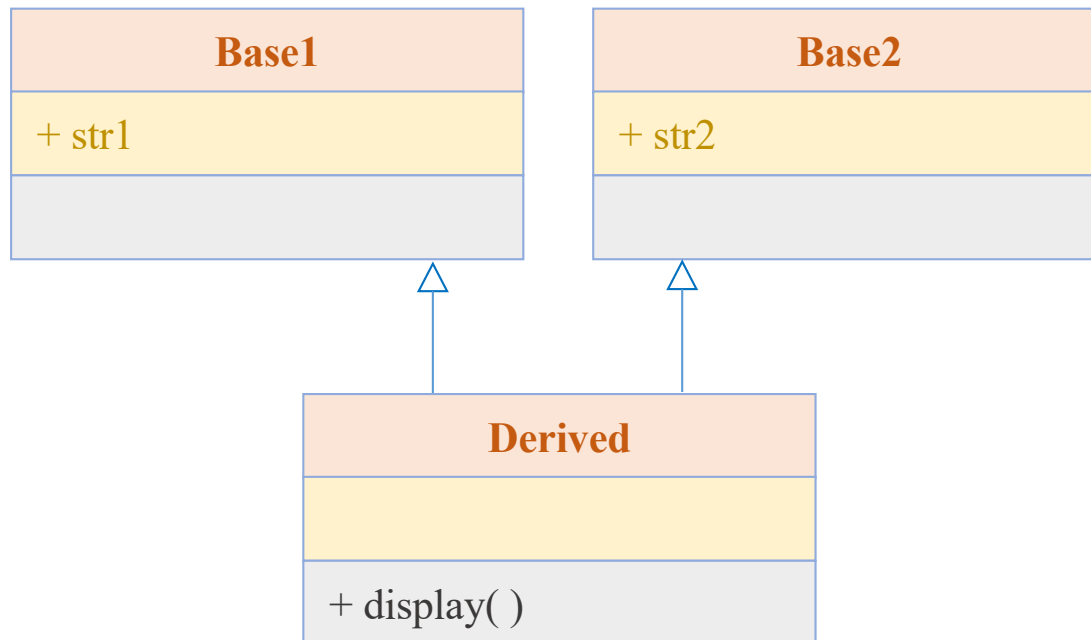 Base1
+ str1
Base2
+ str2
Derived
+ display( )